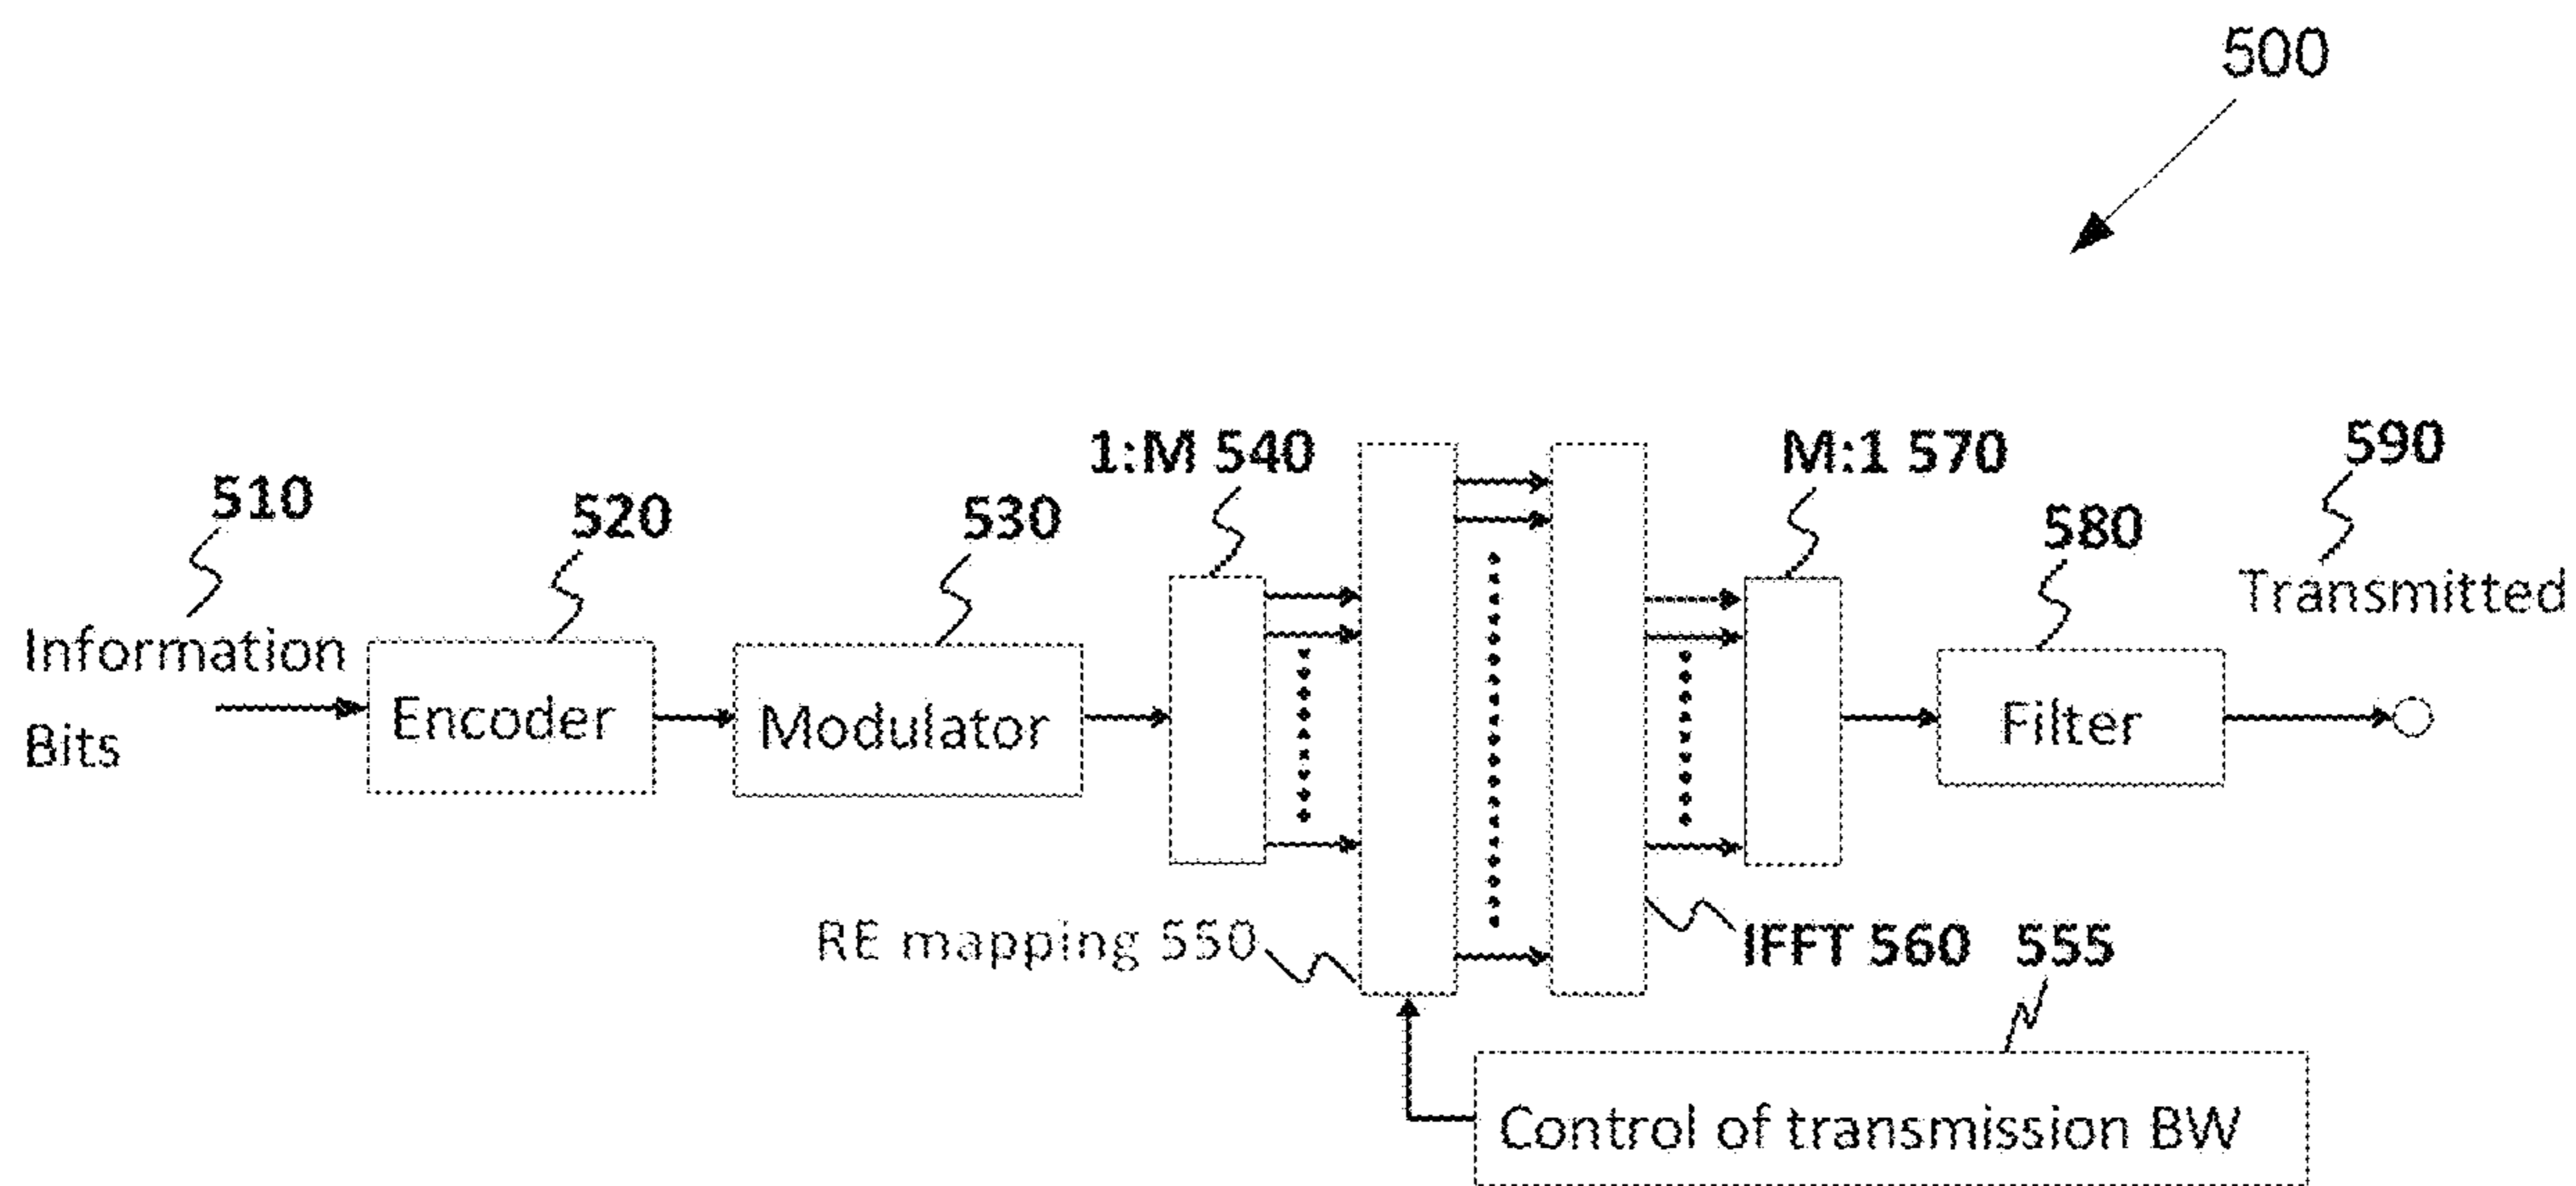 500
1:M 540
M:1 570
590
510
520
530
580
Transmitted
Information
Bits
Encoder
Modulator
Filter
RE mapping 550
IFFT 560
555
Control of transmission BW